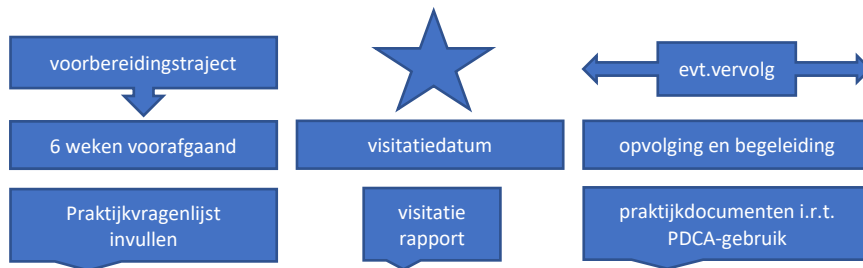 voorbereidingstraject
evt.vervolg
6 weken voorafgaand
visitatiedatum
opvolging en begeleiding
Praktijkvragenlijst
invullen
visitatie
rapport
praktijkdocumenten i.r.t.
PDCA-gebruik